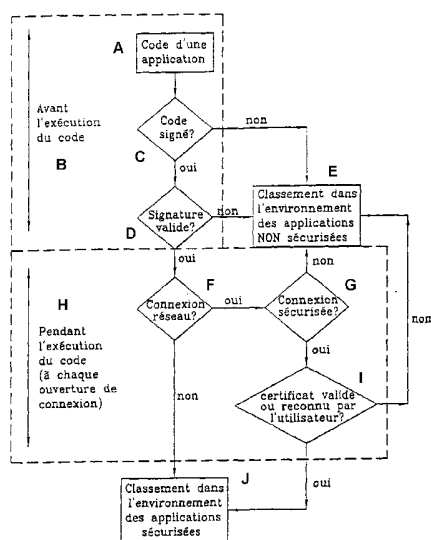 A
Code d'une
application
Avant
l'exécution
du code
B
Code
signé?
non
C
oui
E
Signature
valide?
non
D
Classement dans
l'environnement
des applications
NON sécurisées
oui
non
F
G
H
Connexion
réseau?
oui
Connexion
sécurisée?
non
Pendant
l'exécution
du code
(à chaque
ouverture de
connexion)
oui
I
non
certificat validé
ou reconnu par
l'utilisateur?
J
oui
Classement dans
l'environnement
des applications
sécurisées